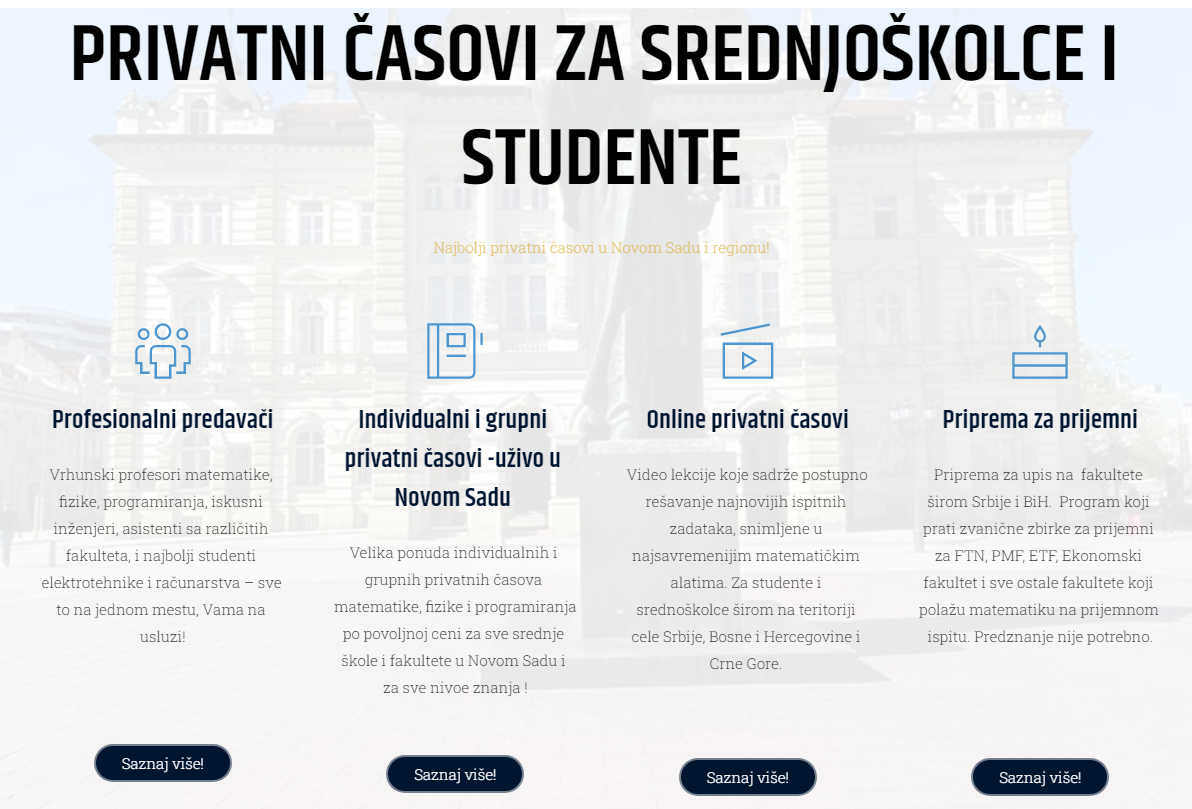 PRIVATNI ČASOVI ZA SREDNJOŠKOLCE I
STUDENTE
Najbolji privatni časovi u Novom Sadu i regionu!
Profesionalni predavači
Vrhunski profesori matematike,
fizike, programiranja, iskusni
inženjeri, asistenti sa različitih
fakulteta, i najbolji studenti
elektrotehnike i računarstva – sve
to na jednom mestu, Vama na
usluzi!
Saznaj više!
Individualni i grupni
privatni časovi -uživo u
Novom Sadu
Velika ponuda individualnih i
grupnih privatnih časova
matematike, fizike i programiranja
po povoljnoj ceni za sve srednje
škole i fakultete u Novom Sadu i
za sve nivoe znanja !
Saznaj više!
Online privatni časovi
Video lekcije koje sadrže postupno
rešavanje najnovijih ispitnih
zadataka, snimljene u
najsavremenijim matematičkim
alatima. Za studente i
srednoškolce širom na teritoriji
cele Srbije, Bosne i Hercegovine i
Crne Gore.
Saznaj više!
Priprema za prijemni
Priprema za upis na  fakultete
širom Srbije i BiH.  Program koji
prati zvanične zbirke za prijemni
za FTN, PMF, ETF, Ekonomski
fakultet i sve ostale fakultete koji
polažu matematiku na prijemnom
ispitu. Predznanje nije potrebno.
Saznaj više!